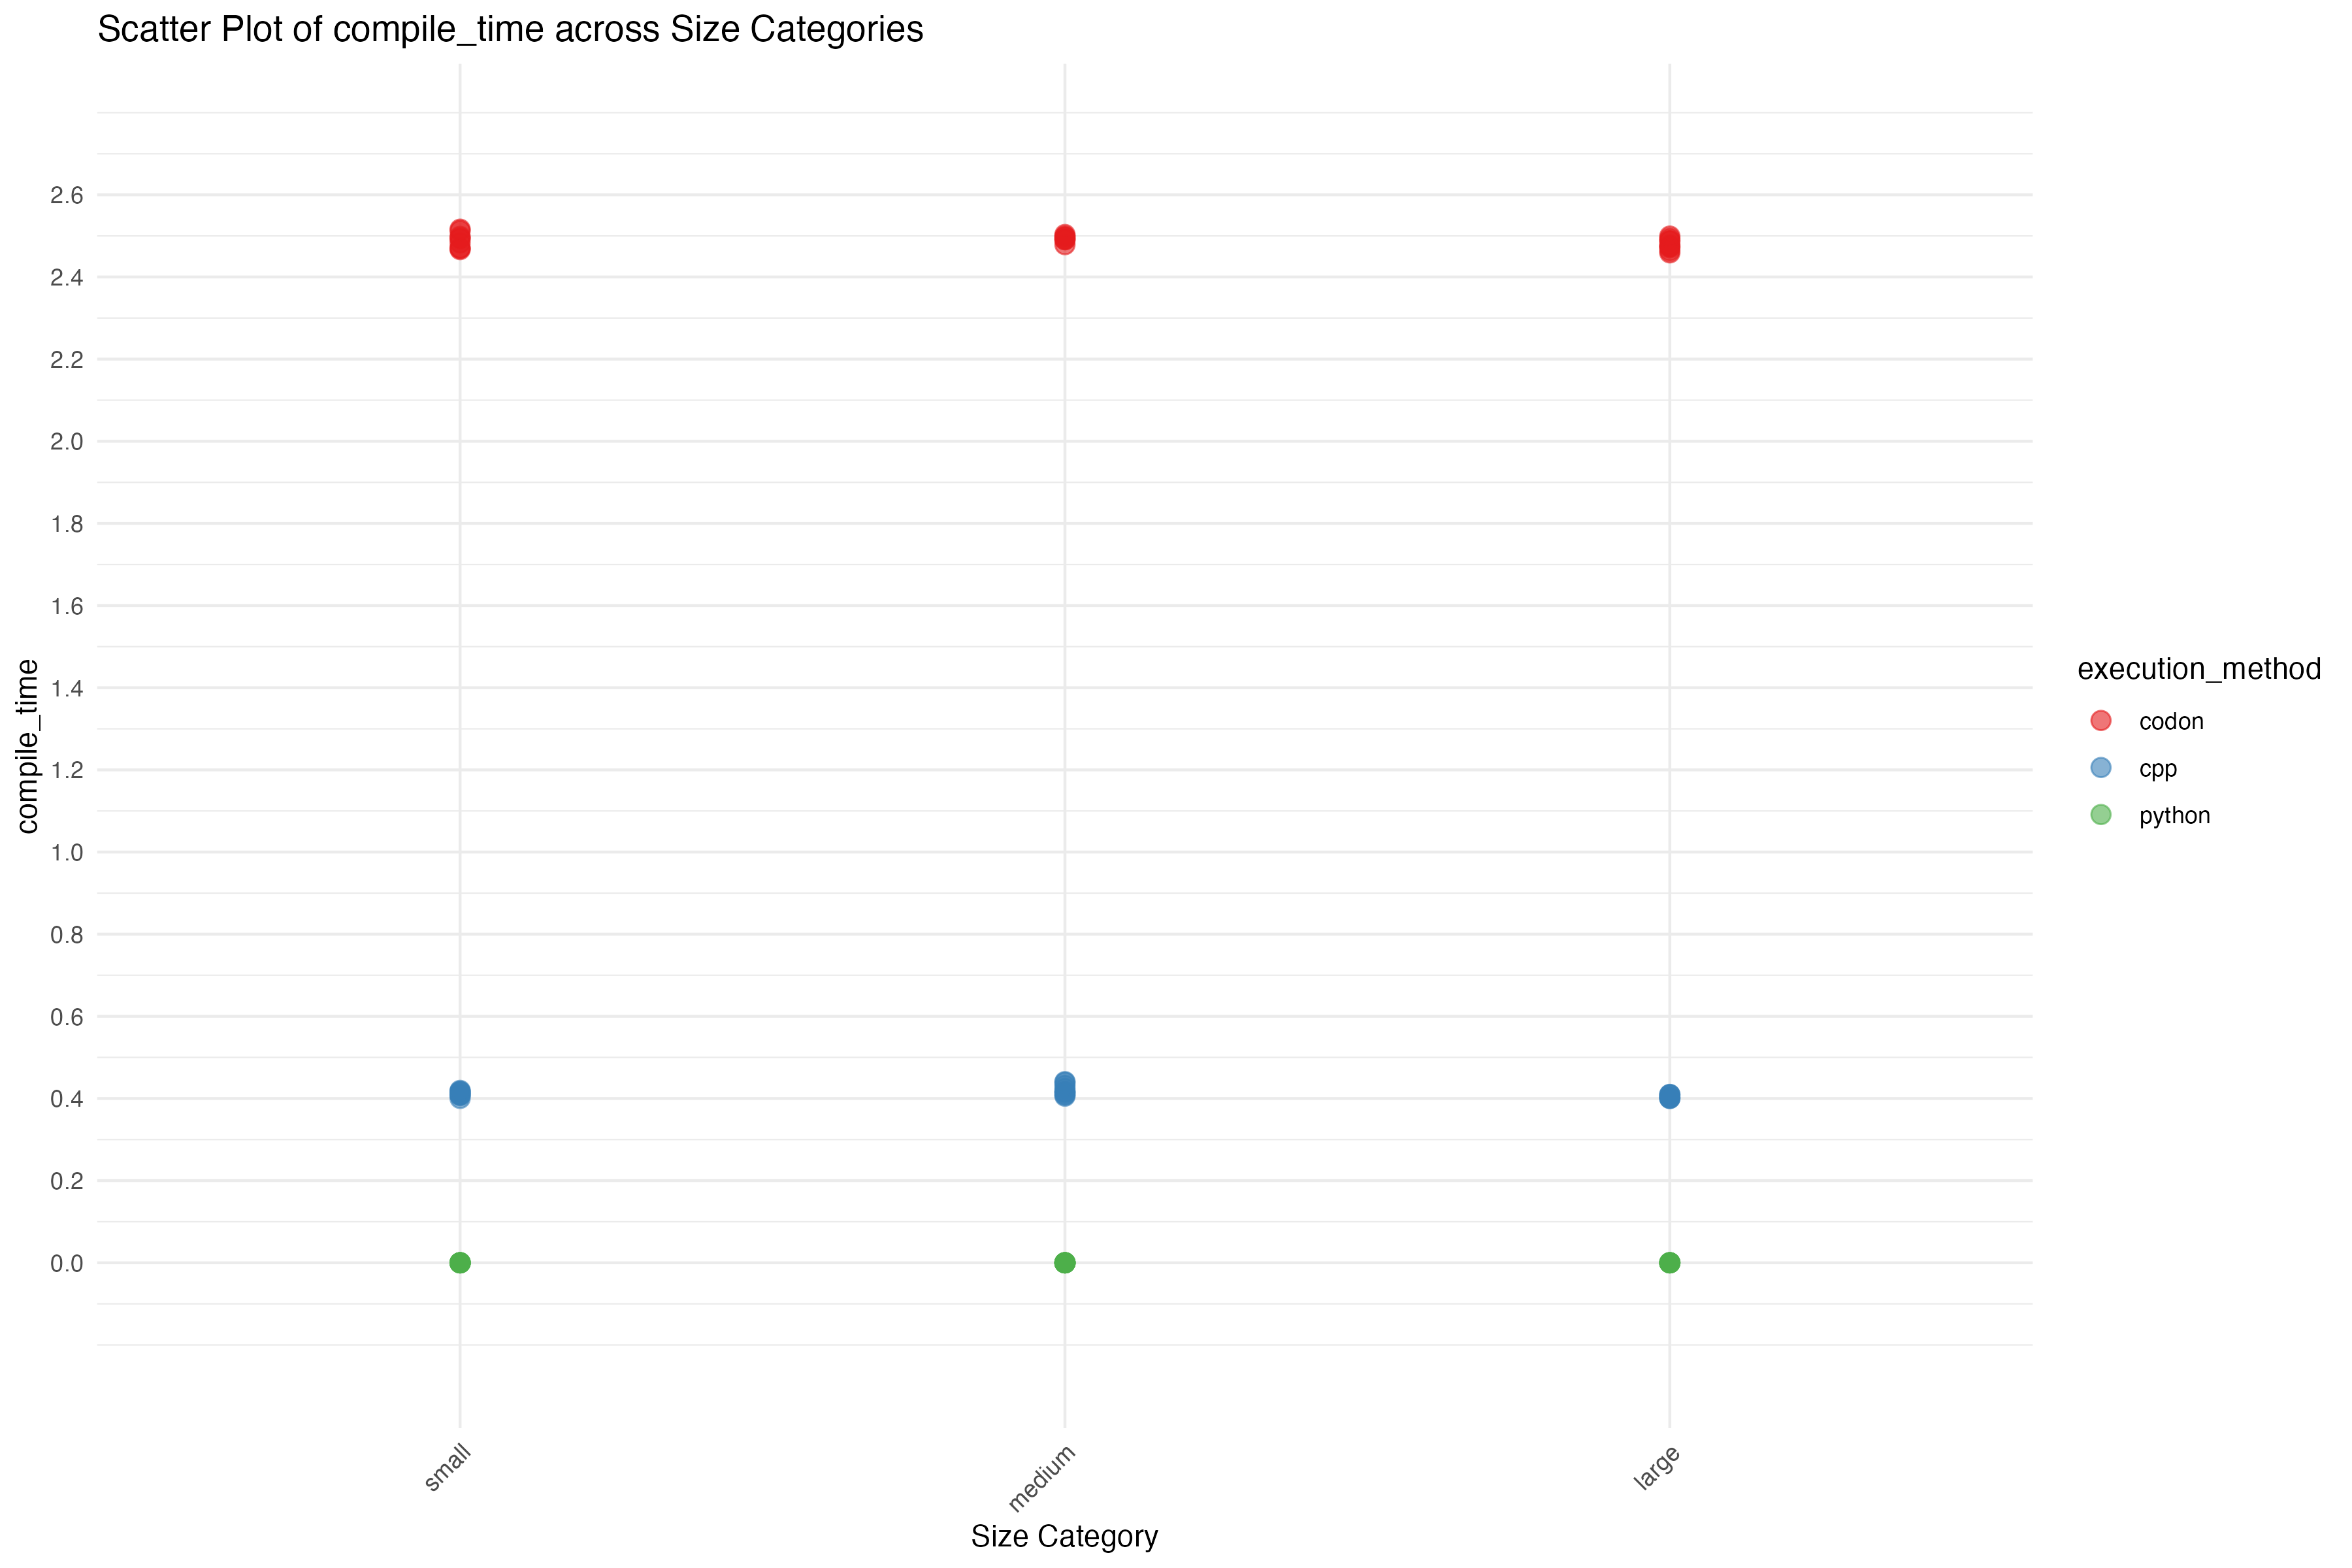 Scatter Plot of compile_time across Size Categories
compile_time
2.6
2.4
2.2
2.0
1.8
1.6
1.4
1.2
1.0
0.8
0.6
0.4
0.2
0.0
small
medium
large
Size Category
execution_method
codon
cpp
python